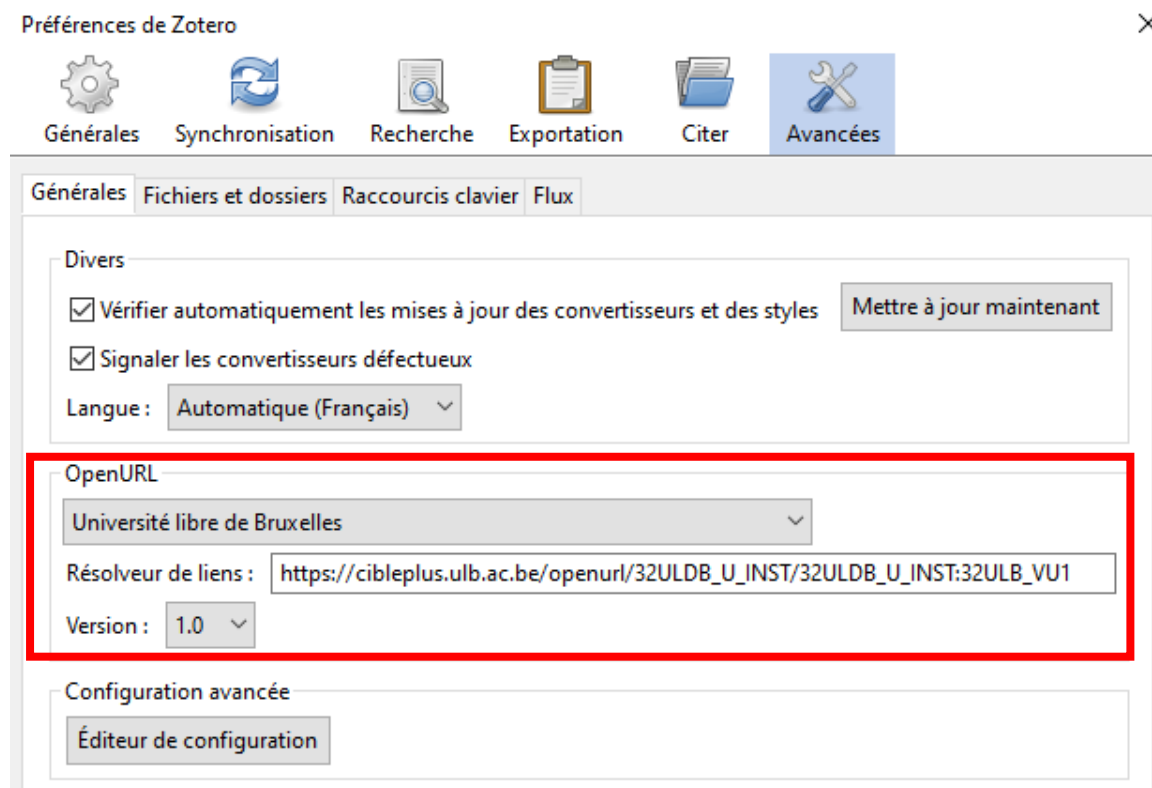 Préférences de Zotero
Générales Synchronisation Recherche Exportation Citer Avancées
Générales Fichiers et dossiers Raccourcis clavier Flux
Divers
Vérifier automatiquement les mises à jour des convertisseurs et des styles Mettre à jour maintenant
Signaler les convertisseurs défectueux
Langue : Automatique (Français)
OpenURL
Université libre de Bruxelles
Résolveur de liens : https://cibleplus.ulb.ac.be/openurl/32ULDB_U_INST/32ULDB_U_INST:32ULB_VU1
Version : 1.0
Configuration avancée
Éditeur de configuration